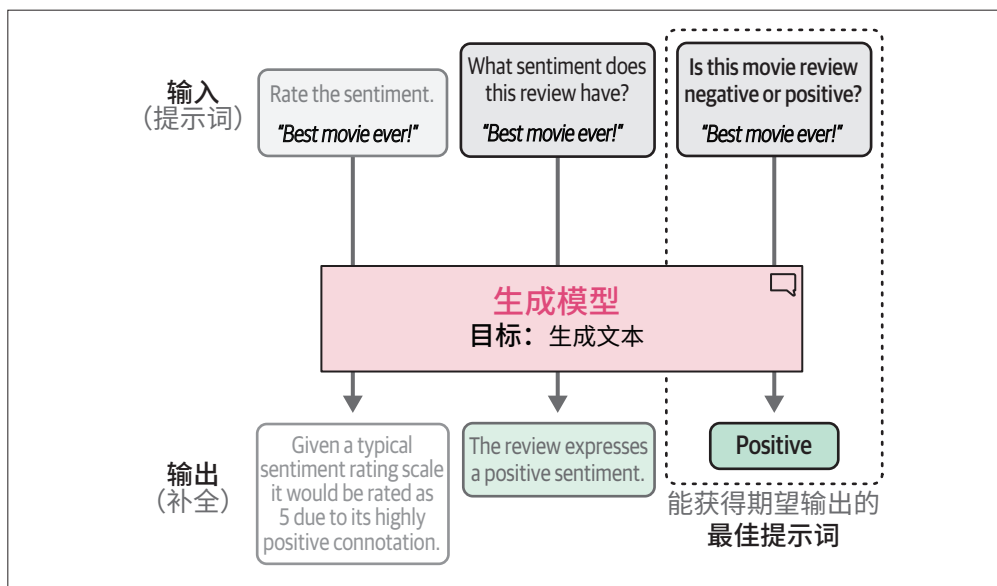 输入
（提示词）
Rate the sentiment.
"Best movie ever!"
What sentiment does
this review have?
"Best movie ever!"
Is this movie review
negative or positive?
"Best movie ever!"
生成模型
目标：生成文本
输出
（补全）
Given a typical
sentiment rating scale
it would be rated as
5 due to its highly
positive connotation.
The review expresses
a positive sentiment.
Positive
能获得期望输出的
最佳提示词